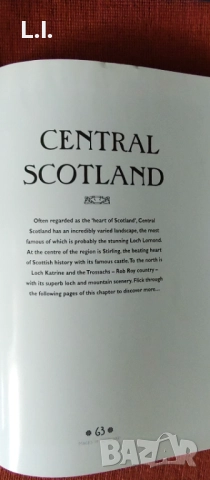 L.I.
CENTRAL
SCOTLAND
Often regarded as the 'heart of Scotland', Central
Scotland has an incredibly varied landscape, the most
famous of which is probably the stunning Loch Lomond.
At the centre of the region is Stirling, the beating heart
of Scottish history with its famous castle. To the north is
Loch Katrine and the Trossachs – Rob Roy country –
with its superb loch and mountain scenery. Flick through
the following pages of this chapter to discover more...
63
БАZАР
bazar.bg